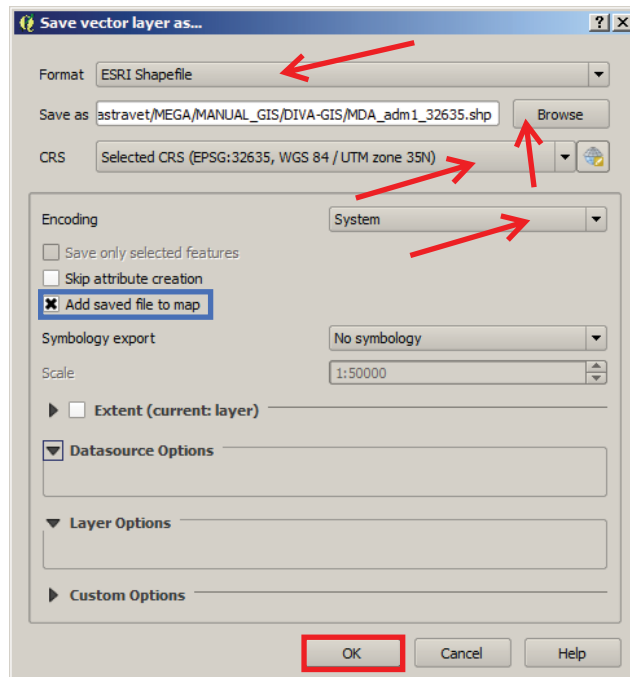 Save vector layer as...
Format ESRI Shapefile
Save as astravet/MEGA/MANUAL_GIS/DIVA-GIS/MDA_adm1_32635.shp Browse
CRS Selected CRS (EPSG:32635, WGS 84 / UTM zone 35N)
Encoding System
Save only selected features
Skip attribute creation
Add saved file to map
Symbology export No symbology
Scale 1:50000
Extent (current: layer)
Datasource Options
Layer Options
Custom Options
OK Cancel Help